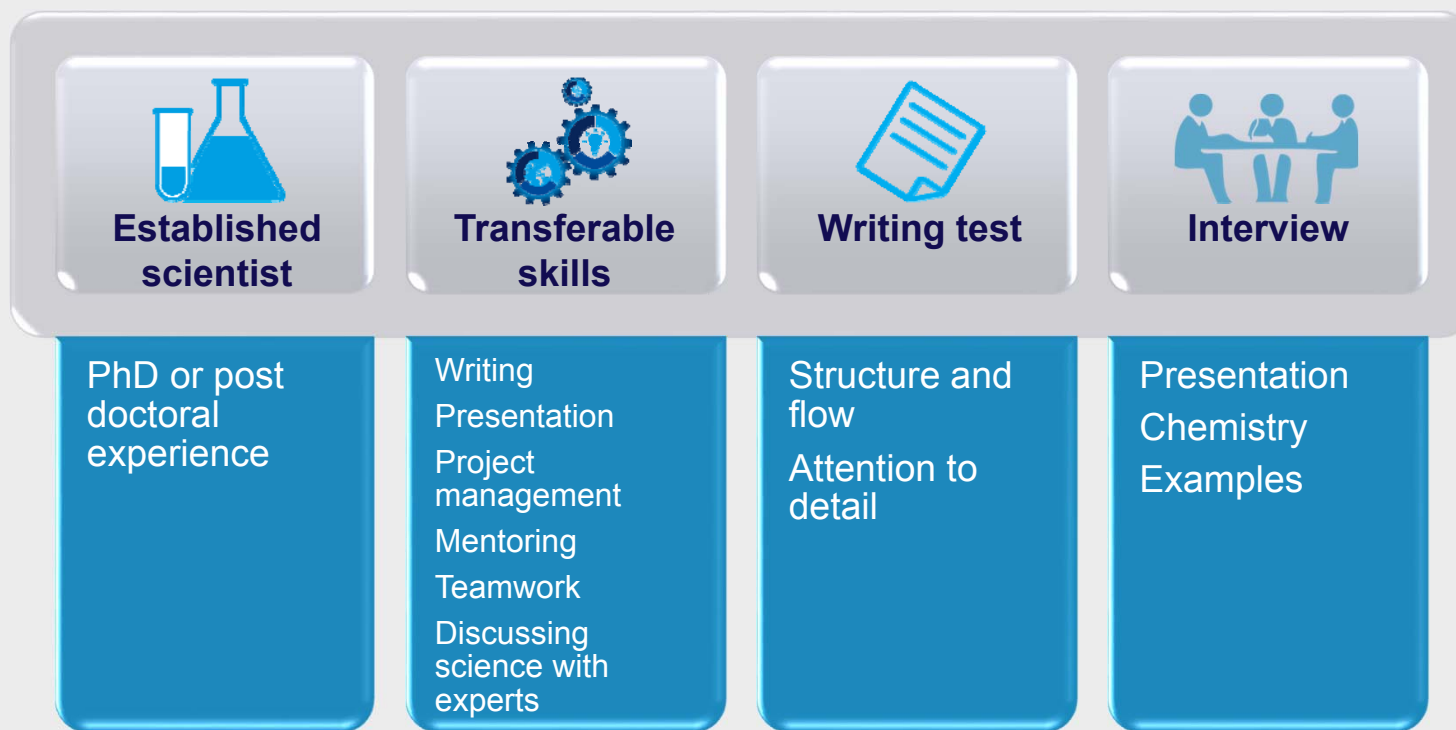 Established
scientist
PhD or post
doctoral
experience
Transferable
skills
Writing
Presentation
Project
management
Mentoring
Teamwork
Discussing
science with
experts
Writing test
Structure and
flow
Attention to
detail
Interview
Presentation
Chemistry
Examples